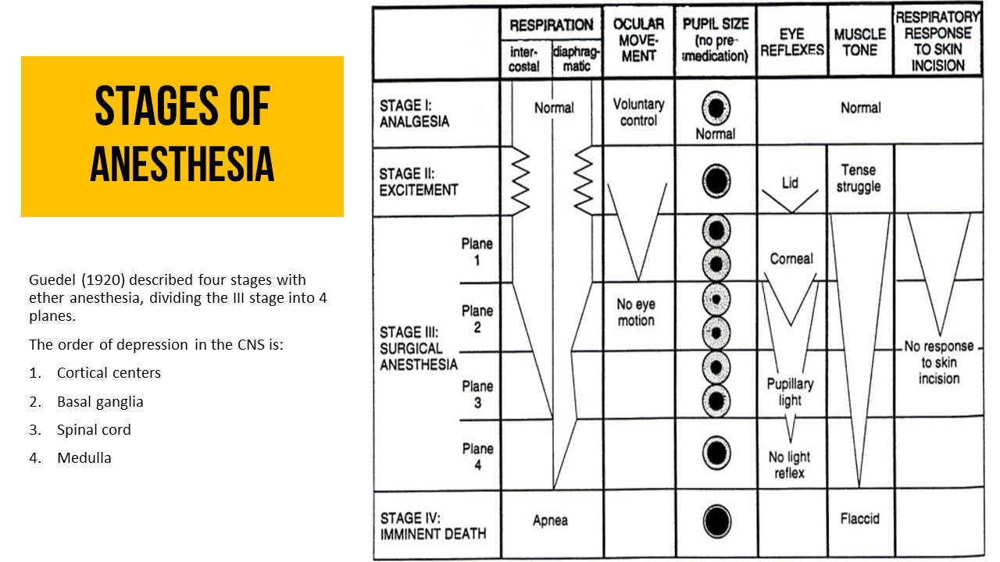 STAGES OF
ANESTHESIA
Guedel (1920) described four stages with
ether anesthesia, dividing the III stage into 4
planes.
The order of depression in the CNS is:
1. Cortical centers
2. Basal ganglia
3. Spinal cord
4. Medulla
RESPIRATION
inter-
costal
diaphrag-
matic
OCULAR
MOVE-
MENT
PUPIL SIZE
(no pre-
medication)
EYE
REFLEXES
MUSCLE
TONE
RESPIRATORY
RESPONSE
TO SKIN
INCISION
STAGE I:
ANALGESIA
Normal
Voluntary
control
Normal
Normal
STAGE II:
EXCITEMENT
Lid
Tense
struggle
STAGE III:
SURGICAL
ANESTHESIA
Plane
1
Corneal
Plane
2
No eye
motion
Plane
3
Pupillary
light
No response
to skin
incision
Plane
4
No light
reflex
STAGE IV:
IMMINENT DEATH
Apnea
Flaccid